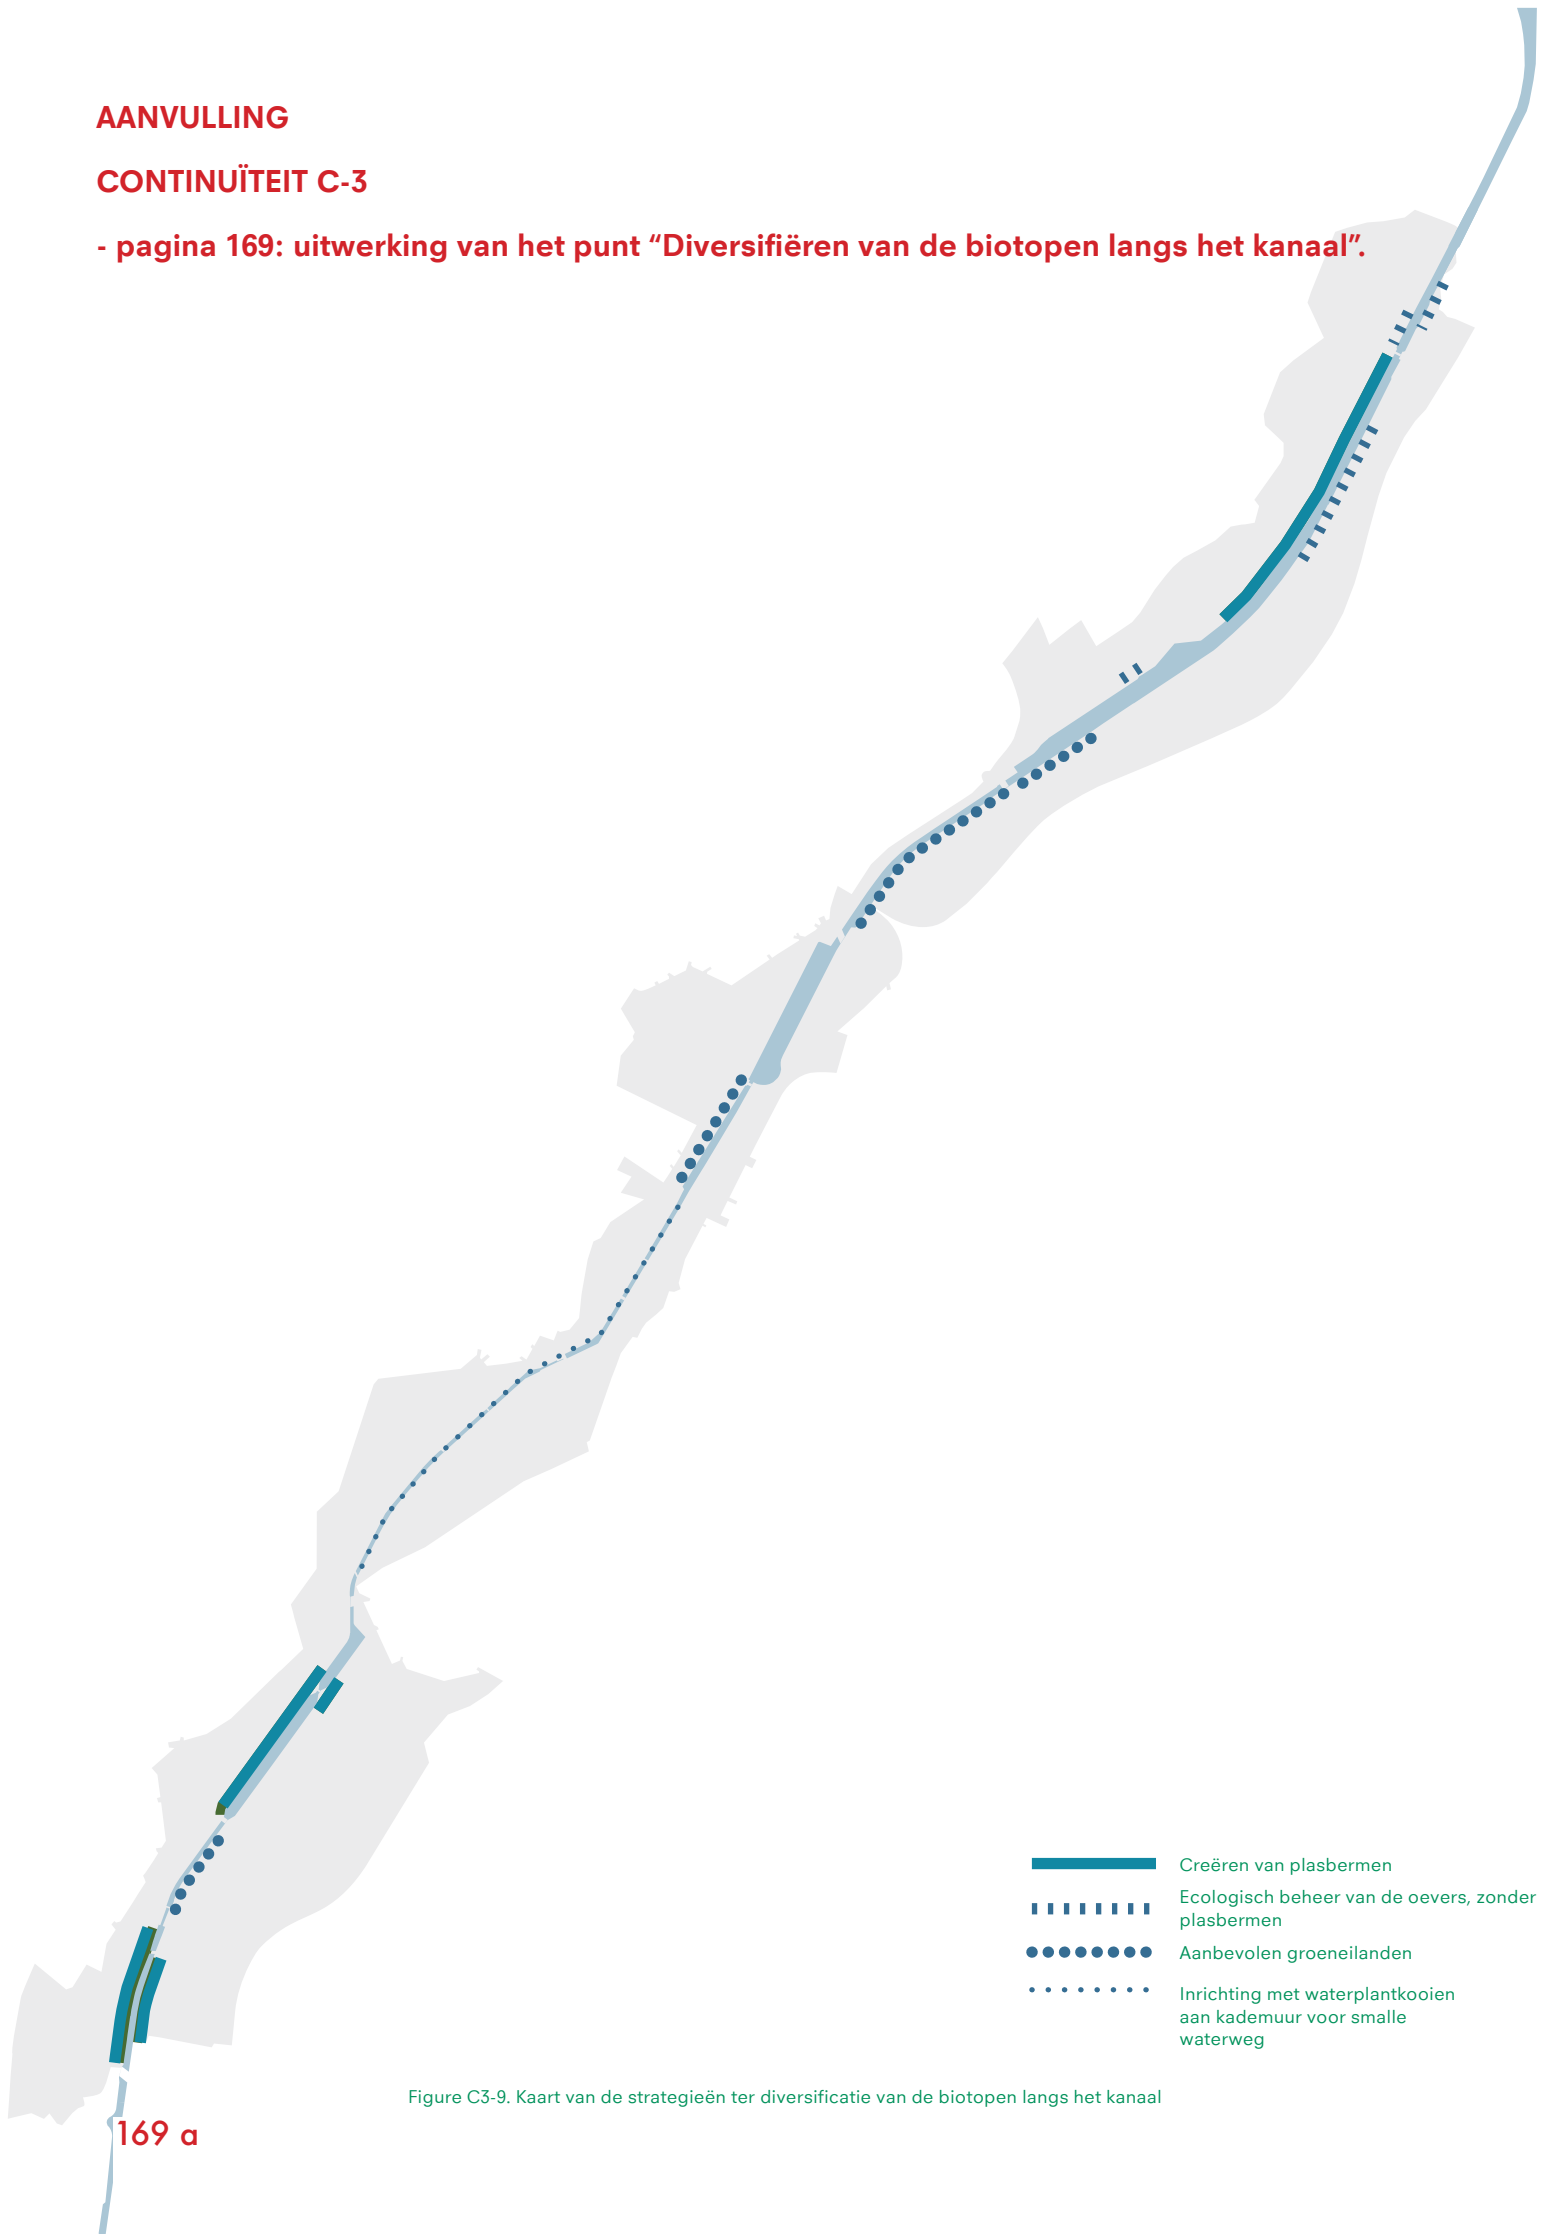 AANVULLING
CONTINUÏTEIT C-3
- pagina 169: uitwerking van het punt “Diversifiëren van de biotopen langs het kanaal”.
Creëren van plasbermen
Ecologisch beheer van de oevers, zonder
plasbermen
Aanbevolen groeneilanden
Inrichting met waterplantkooien
aan kademuur voor smalle
waterweg
Figure C3-9. Kaart van de strategieën ter diversificatie van de biotopen langs het kanaal
169 a